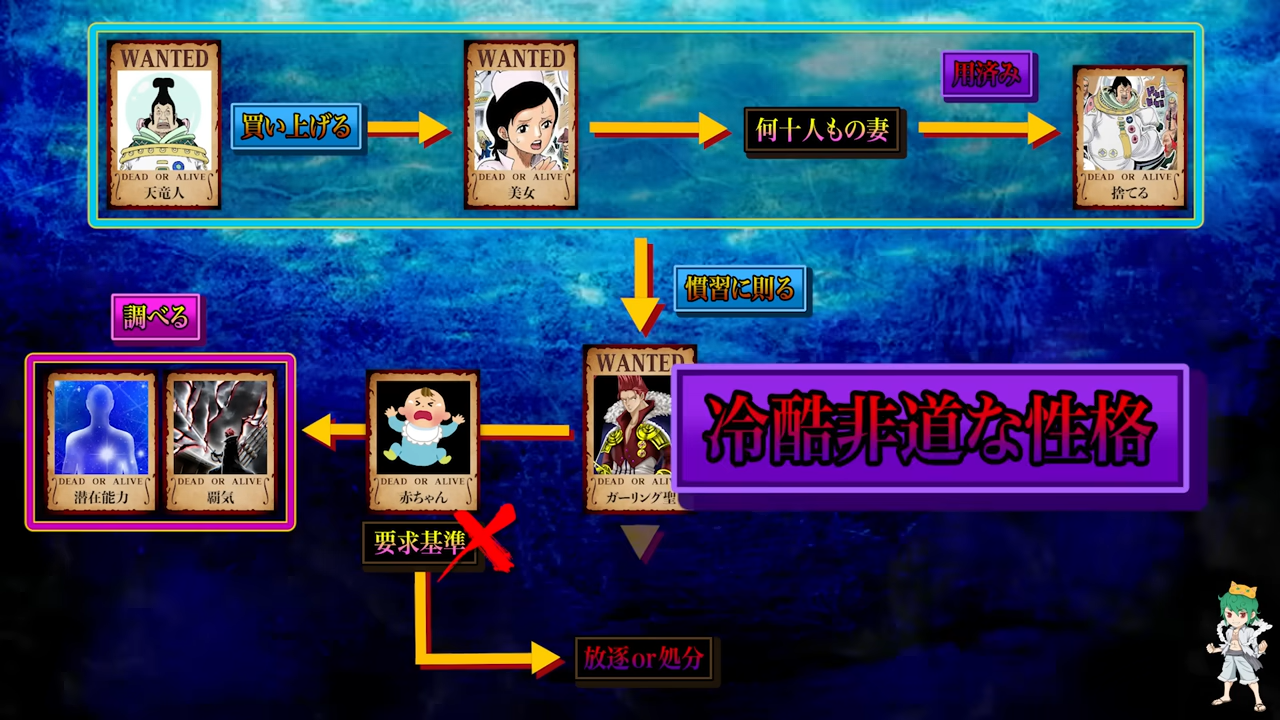 WANTED
DEAD OR ALIVE
天竜人
買い上げる
WANTED
DEAD OR ALIVE
美女
何十人もの妻
用済み
DEAD OR ALIVE
捨てる
慣習に則る
調べる
DEAD OR ALIVE
潜在能力
DEAD OR ALIVE
覇気
DEAD OR ALIVE
赤ちゃん
WANTED
DEAD OR
ガーリング聖
冷酷非道な性格
要求基準
放逐or処分